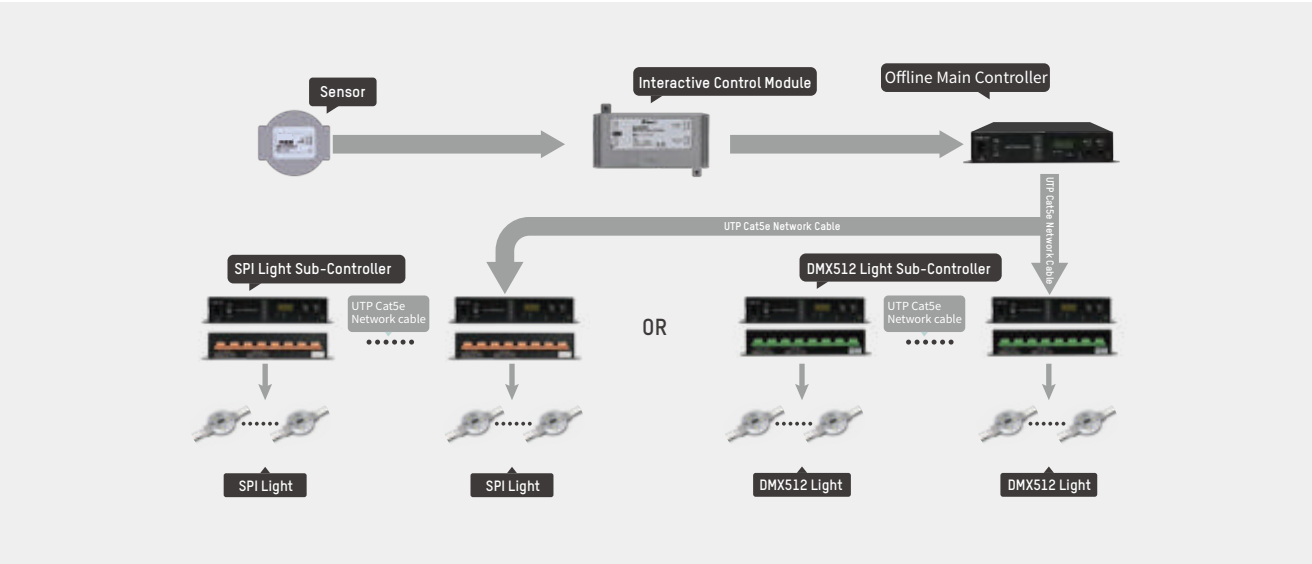 Sensor
Interactive Control Module
Offline Main Controller
UTP Cat5e Network Cable
UTP Cat5e Network Cable
SPI Light Sub-Controller
UTP Cat5e
Network cable
OR
DMX512 Light Sub-Controller
UTP Cat5e
Network cable
SPI Light
SPI Light
DMX512 Light
DMX512 Light